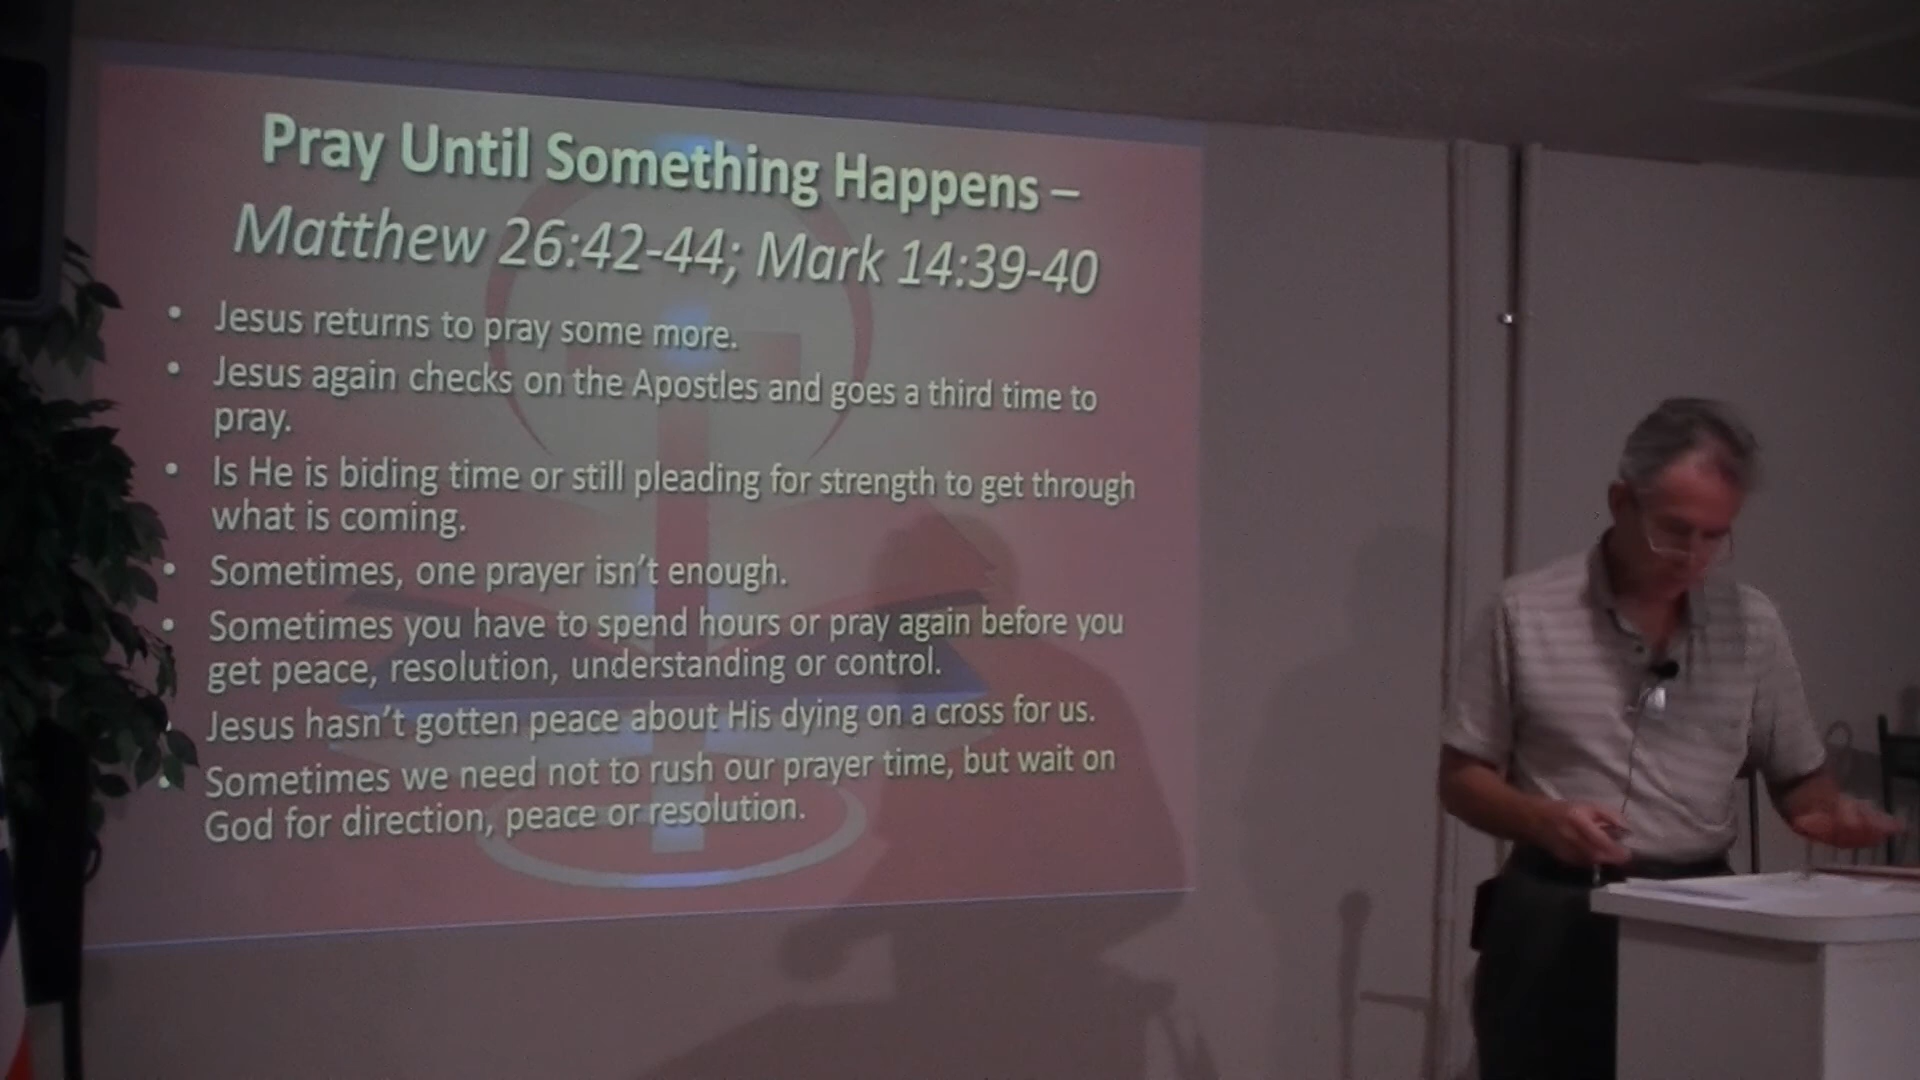 Pray Until Something Happens –
Matthew 26:42-44; Mark 14:39-40
• Jesus returns to pray some more.
• Jesus again checks on the Apostles and goes a third time to
pray.
• Is He is biding time or still pleading for strength to get through
what is coming.
• Sometimes, one prayer isn't enough.
• Sometimes you have to spend hours or pray again before you
get peace, resolution, understanding or control.
• Jesus hasn't gotten peace about His dying on a cross for us.
• Sometimes we need not to rush our prayer time, but wait on
God for direction, peace or resolution.